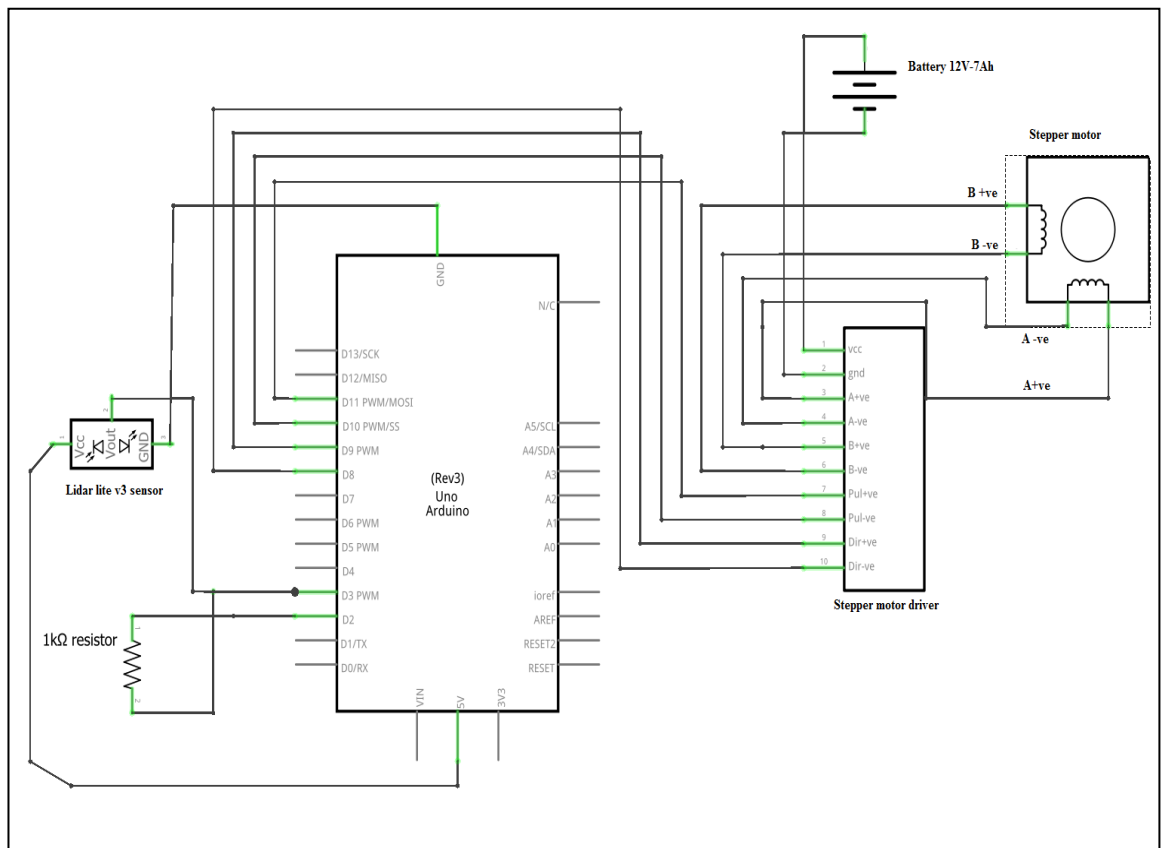 Battery 12V-7Ah
Stepper motor
B +ve
B -ve
A -ve
A+ve
GND
N/C
D13/SCK
D12/MISO
D11 PWM/MOSI
D10 PWM/SS
D9 PWM
D8
D7
D6 PWM
D5 PWM
D4
D3 PWM
D2
D1/TX
D0/RX
A5/SCL
A4/SDA
A3
A2
A1
A0
ioref
AREF
RESET2
RESET
(Rev3)
Uno
Arduino
VIN
5V
3V3
1
Vcc
2
Vout
GND
3
Lidar lite v3 sensor
1kΩ resistor
1
2
1 vcc
2 gnd
3 A+ve
4 A-ve
5 B+ve
6 B-ve
7 Pul+ve
8 Pul-ve
9 Dir+ve
10 Dir-ve
Stepper motor driver